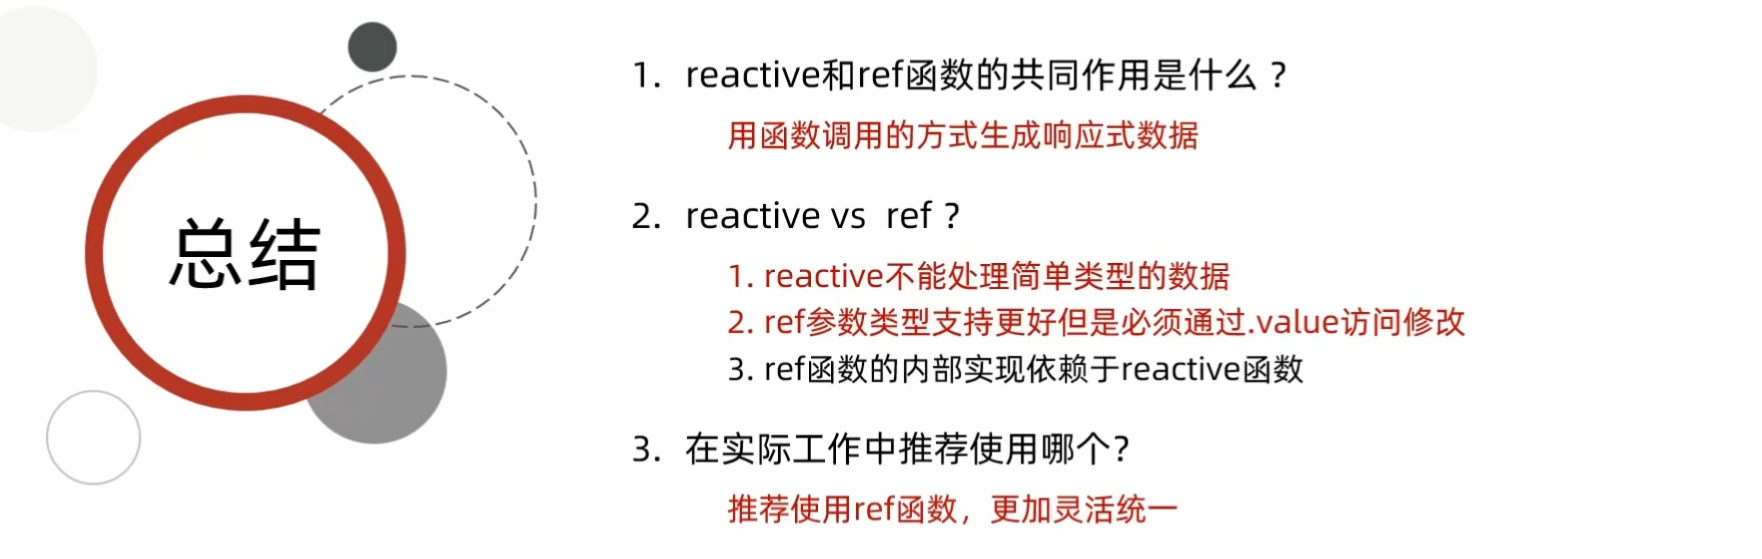 总结
1. reactive和ref函数的共同作用是什么 ?
用函数调用的方式生成响应式数据
2. reactive vs ref ?
1. reactive不能处理简单类型的数据
2. ref参数类型支持更好但是必须通过.value访问修改
3. ref函数的内部实现依赖于reactive函数
3. 在实际工作中推荐使用哪个?
推荐使用ref函数，更加灵活统一